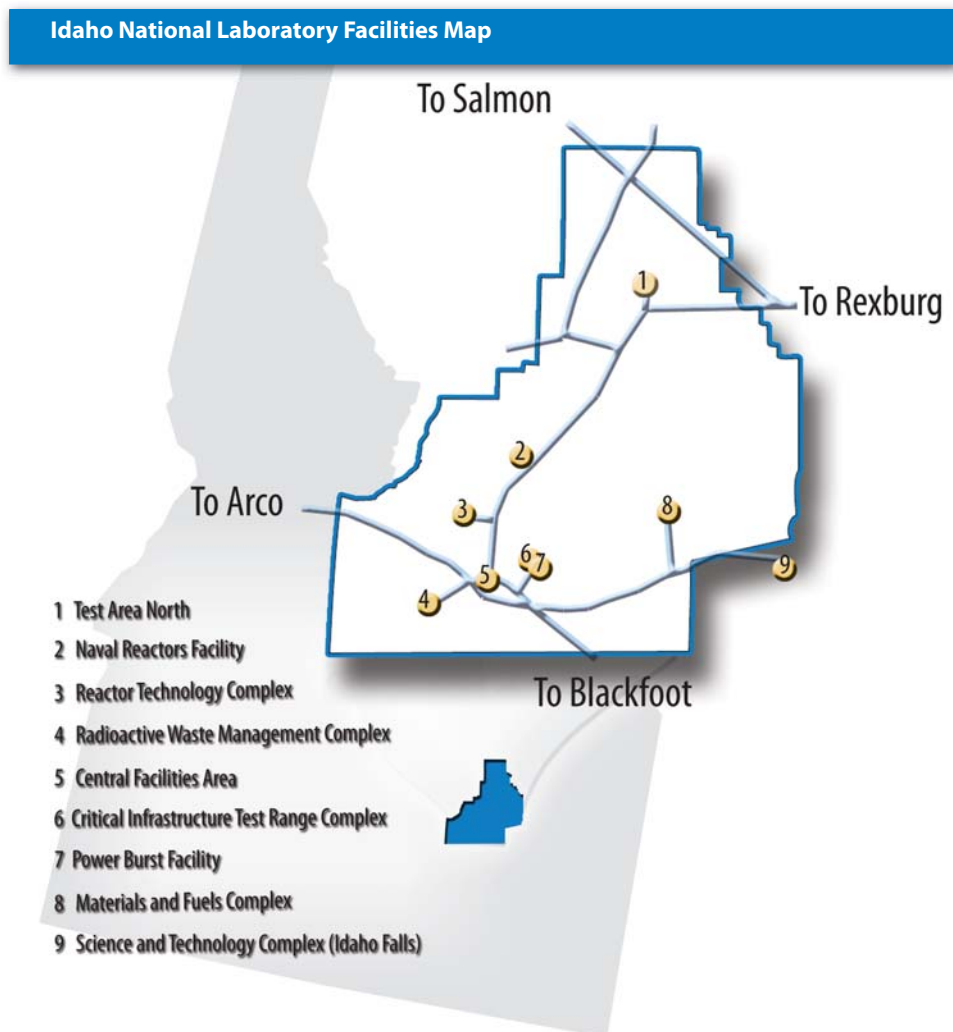 Idaho National Laboratory Facilities Map
To Salmon
1
To Rexburg
2
To Arco
3
8
6
7
5
9
4
To Blackfoot
1 Test Area North
2 Naval Reactors Facility
3 Reactor Technology Complex
4 Radioactive Waste Management Complex
5 Central Facilities Area
6 Critical Infrastructure Test Range Complex
7 Power Burst Facility
8 Materials and Fuels Complex
9 Science and Technology Complex (Idaho Falls)